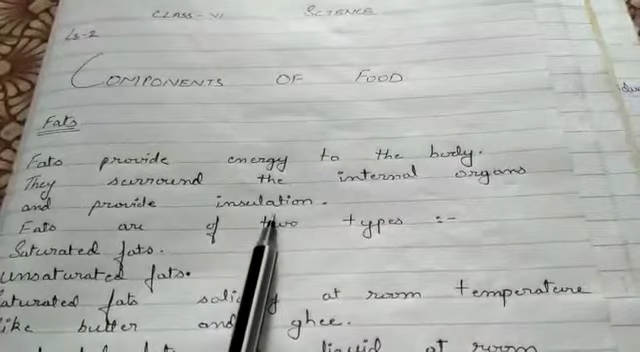 CLASS-VI SCIENCE
Ls-2
COMPONENTS OF FOOD
Fats
Fats provide energy to the body.
They surround the internal organs
and provide insulation.
Fats are of two types :-
Saturated fats.
unsaturated fats.
aturated fats at room temperature
like butter and ghee.
liquid at room